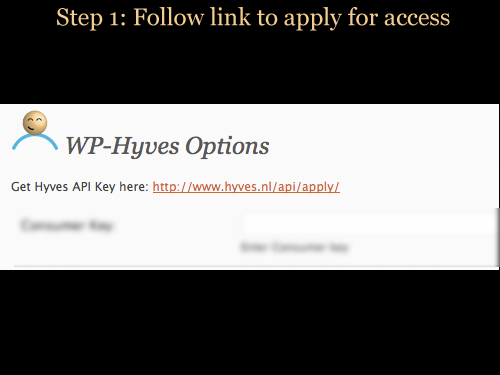 Step 1: Follow link to apply for access
WP-Hyves Options
Get Hyves API Key here: http://www.hyves.nl/api/apply/
Consumer Key:
Enter Consumer key